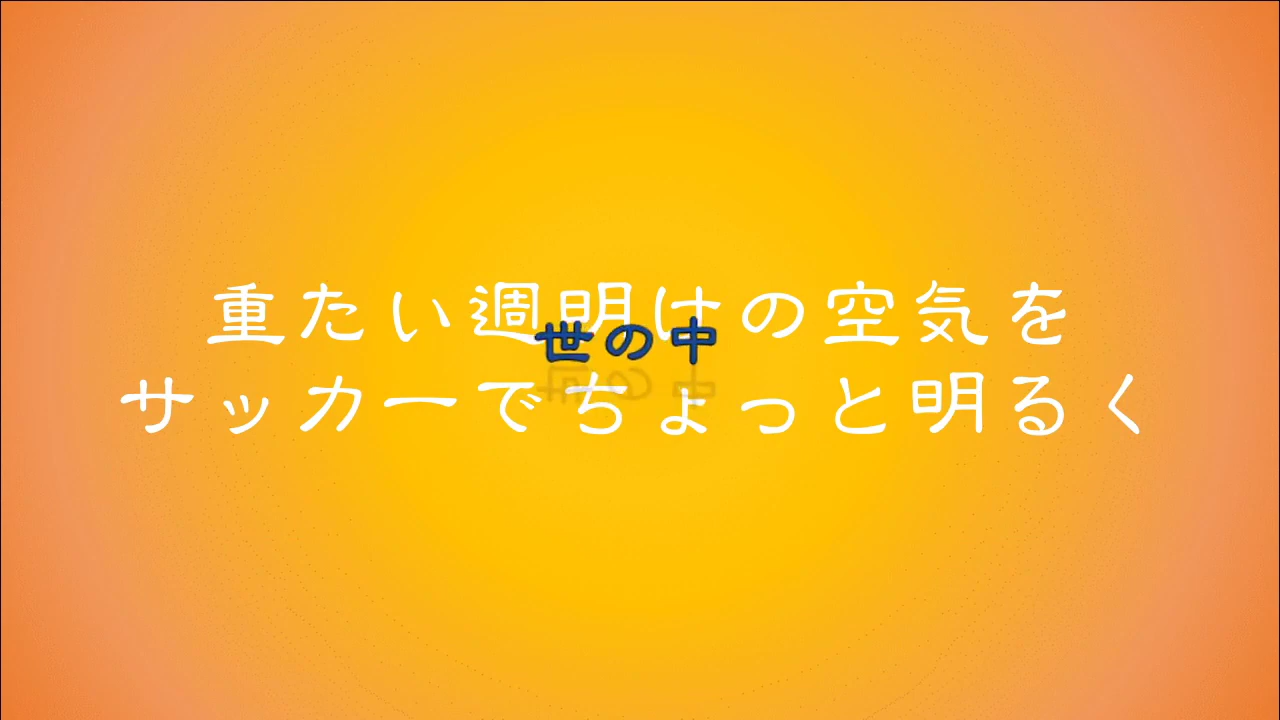 重たい週明けの空気を
世の中
サッカーでちょっと明るく